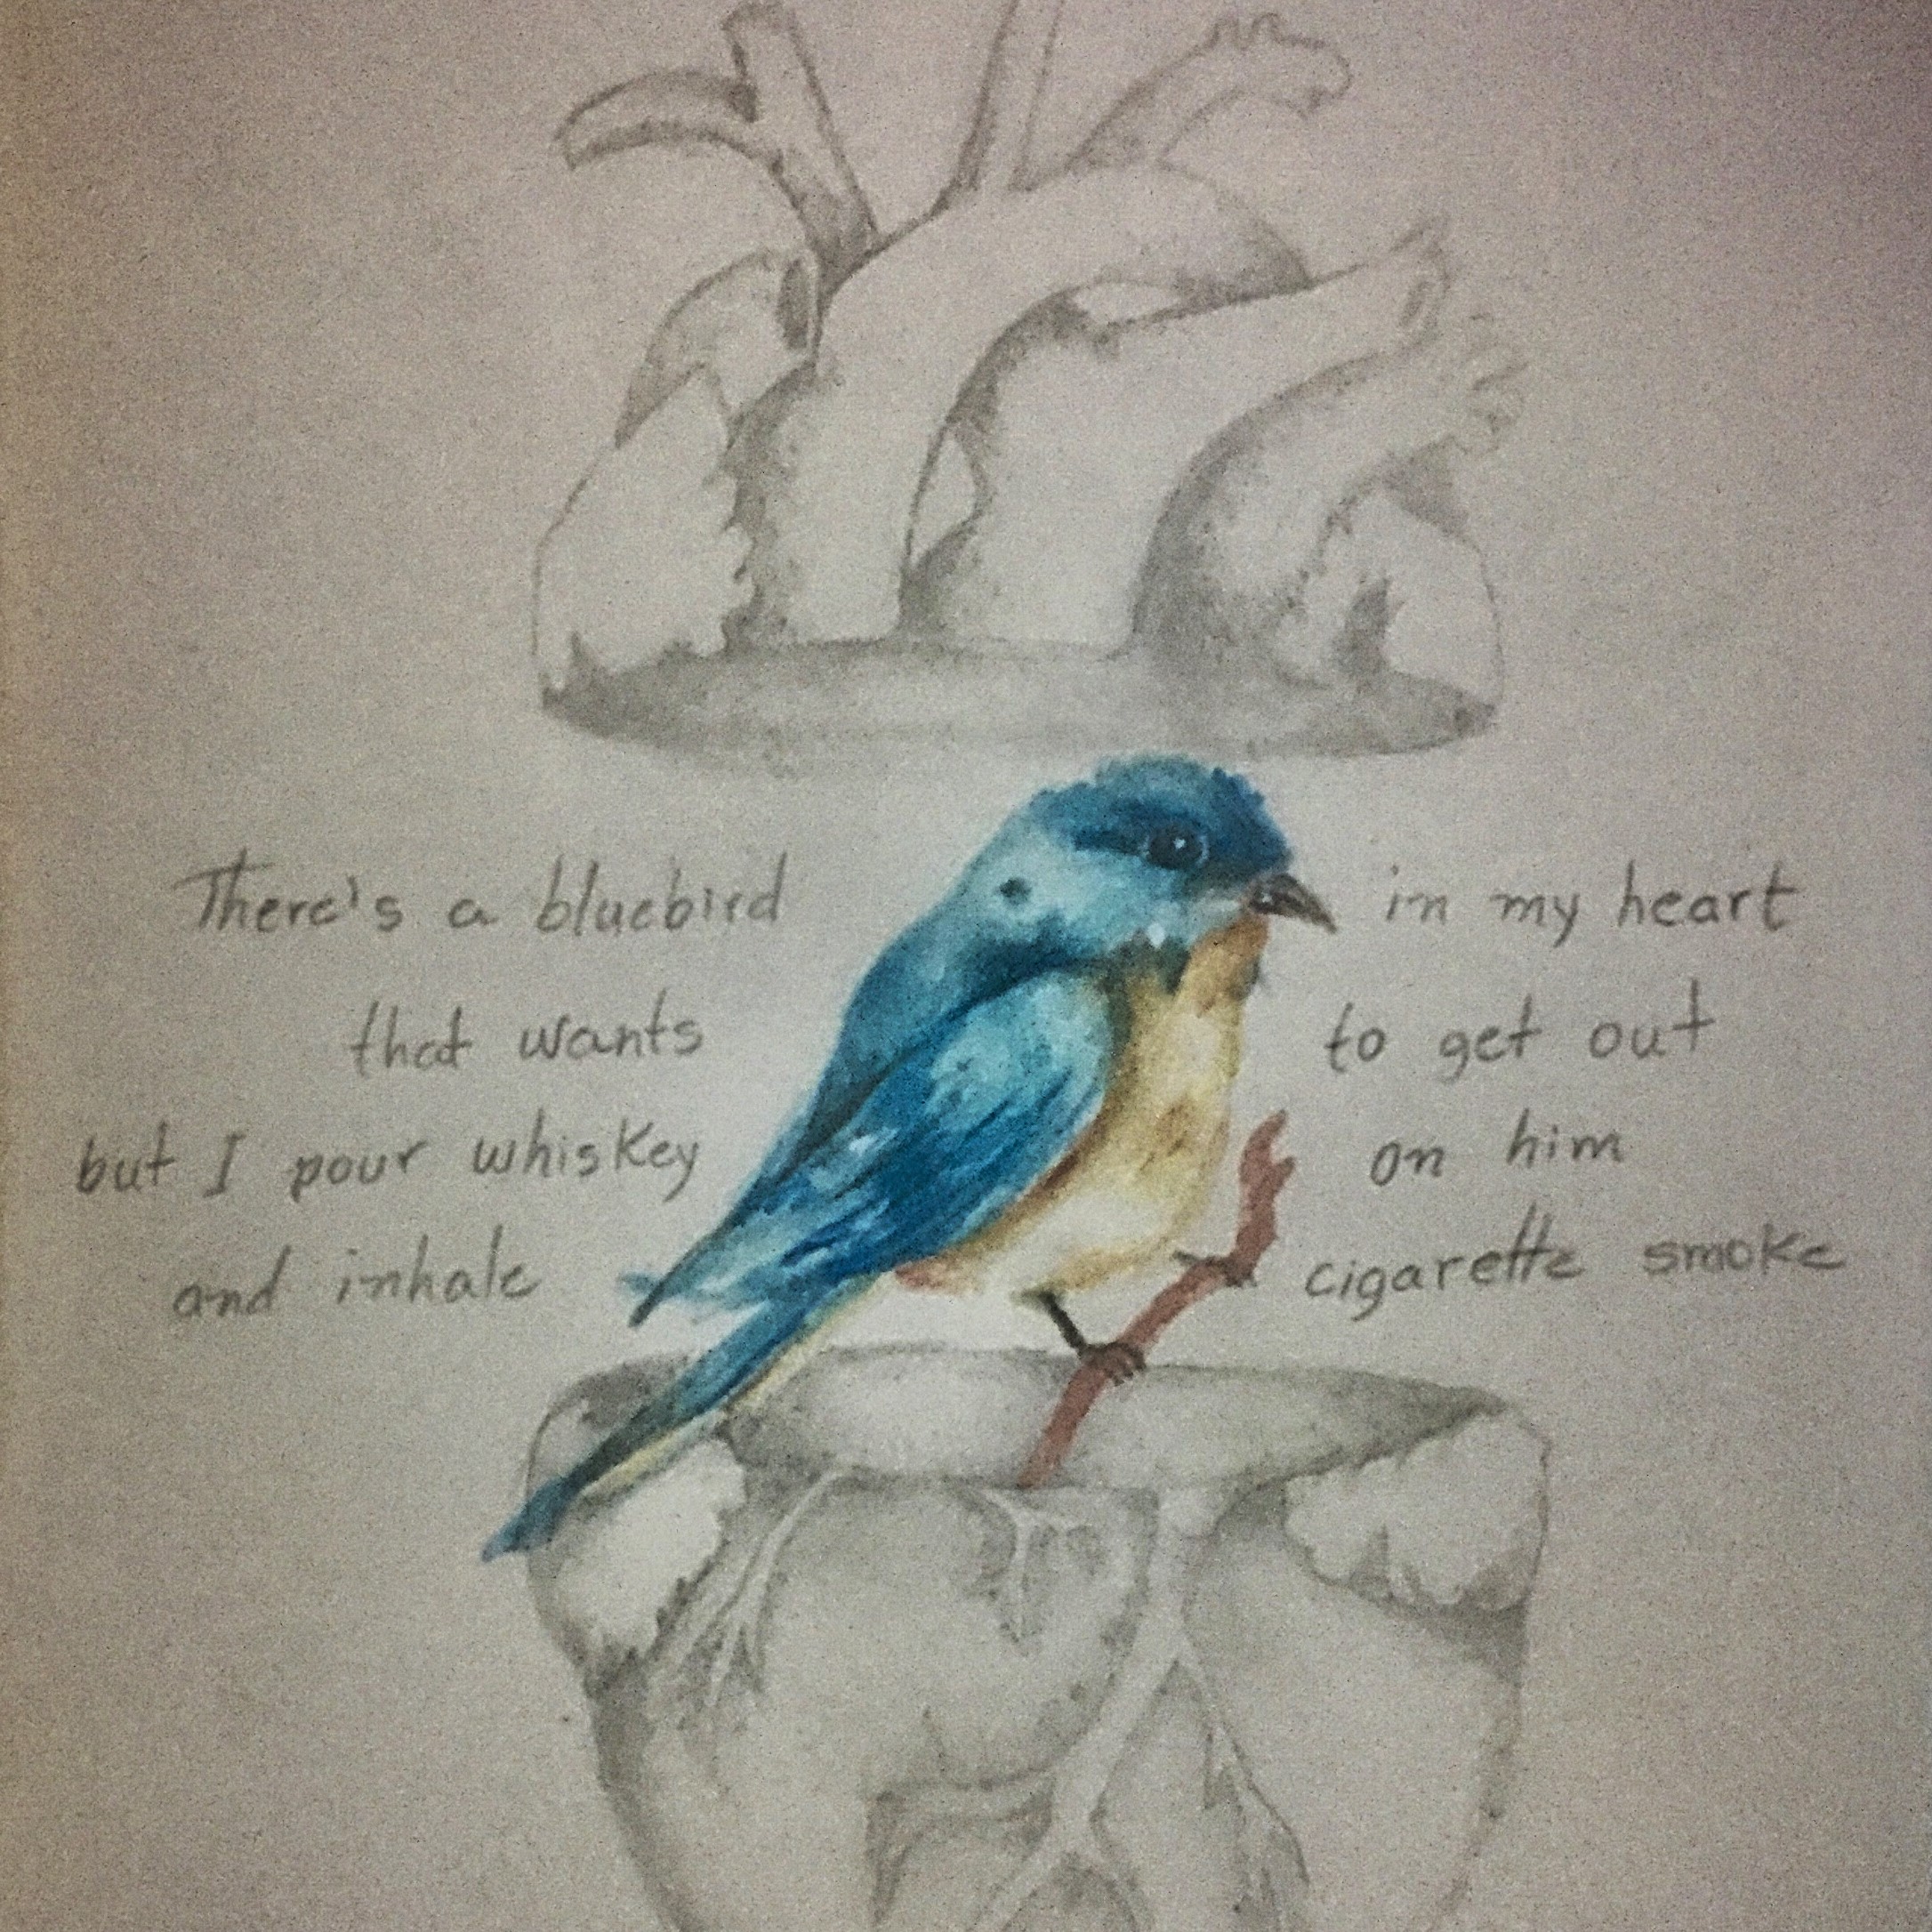 There's a bluebird in my heart
that wants to get out
but I pour whiskey on him
and inhale cigarette smoke